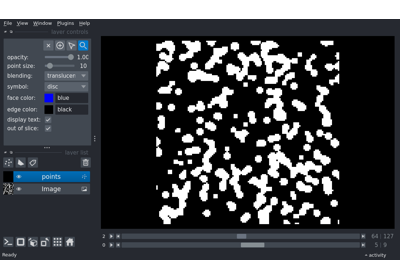 File View Window Plugins Help
layer controls
opacity: 1.00
point size: 10
blending: translucen
symbol: disc
face color: blue
edge color: black
display text:
out of slice:
layer list
points
Image
2 64 127
0 5 9
Ready activity